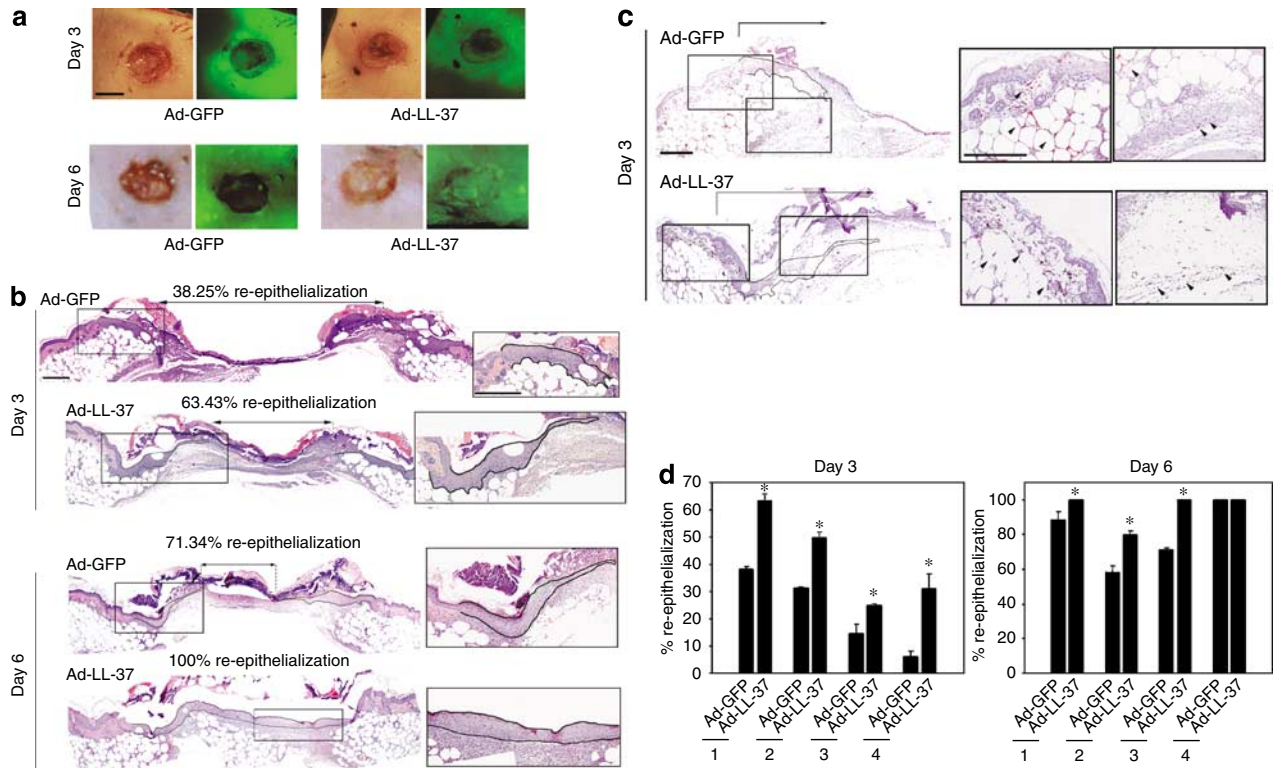 a
Day 3
Ad-GFP
Ad-LL-37
Day 6
Ad-GFP
Ad-LL-37
b
Ad-GFP
38.25% re-epithelialization
Day 3
Ad-LL-37
63.43% re-epithelialization
Ad-GFP
71.34% re-epithelialization
Day 6
Ad-LL-37
100% re-epithelialization
c
Ad-GFP
Day 3
Ad-LL-37
d
Day 3
% re-epithelialization
70
60
50
40
30
20
10
0
* * * *
Ad-GFP Ad-LL-37 Ad-GFP Ad-LL-37 Ad-GFP Ad-LL-37 Ad-GFP Ad-LL-37
1 2 3 4
Day 6
% re-epithelialization
100
80
60
40
20
0
* * *
Ad-GFP Ad-LL-37 Ad-GFP Ad-LL-37 Ad-GFP Ad-LL-37 Ad-GFP Ad-LL-37
1 2 3 4